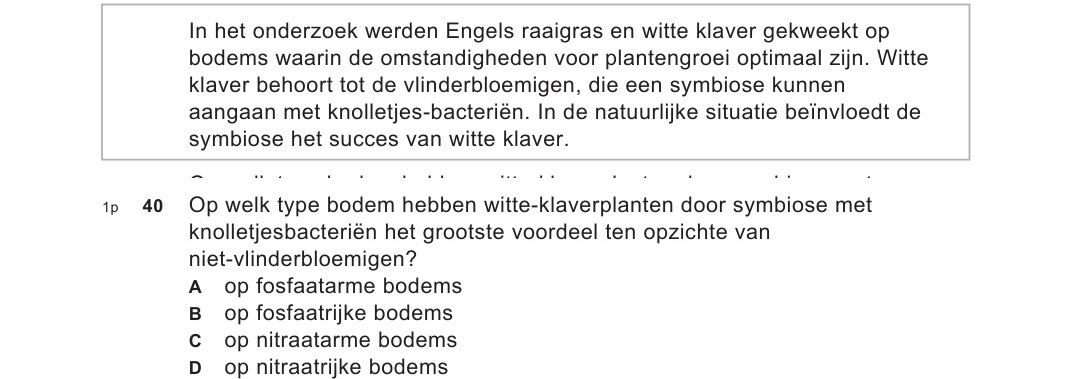 In het onderzoek werden Engels raaigras en witte klaver gekweekt op
bodems waarin de omstandigheden voor plantengroei optimaal zijn. Witte
klaver behoort tot de vlinderbloemigen, die een symbiose kunnen
aangaan met knolletjes-bacteriën. In de natuurlijke situatie beïnvloedt de
symbiose het succes van witte klaver.
1p 40 Op welk type bodem hebben witte-klaverplanten door symbiose met
knolletjesbacteriën het grootste voordeel ten opzichte van
niet-vlinderbloemigen?
A op fosfaatarme bodems
B op fosfaatrijke bodems
C op nitraatarme bodems
D op nitraatrijke bodems